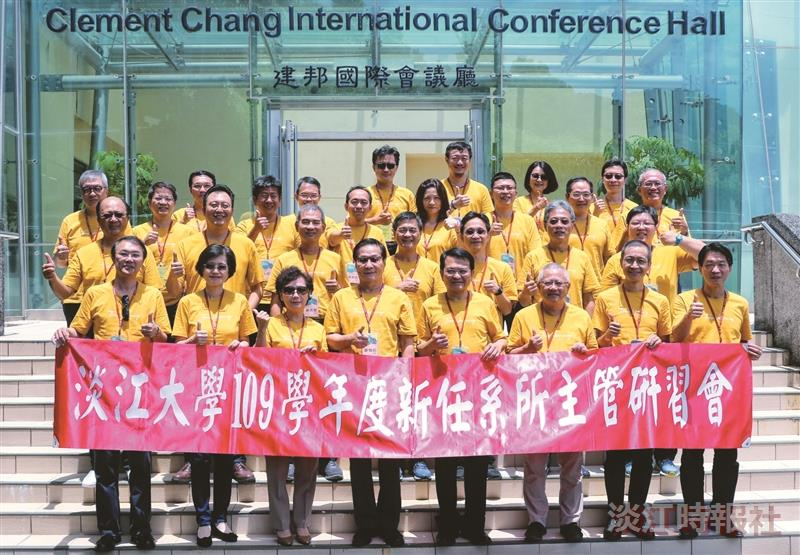 Clement Chang International Conference Hall
建邦國際會議廳
淡江大學109學年度新任系所主管研習會
淡江時報社